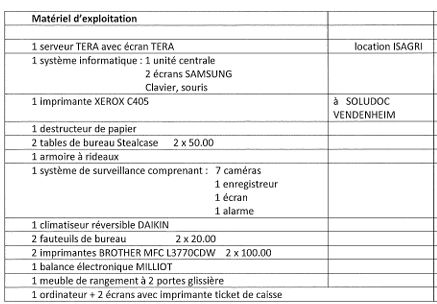 Matériel d'exploitation
1 serveur TERA avec écran TERA location ISAGRI
1 système informatique : 1 unité centrale
2 écrans SAMSUNG
Clavier, souris
1 imprimante XEROX C405 à SOLUDOC
VENDENHEIM
1 destructeur de papier
2 tables de bureau Stealcase 2 x 50.00
1 armoire à rideaux
1 système de surveillance comprenant : 7 caméras
1 enregistreur
1 écran
1 alarme
1 climatiseur réversible DAIKIN
2 fauteuils de bureau 2 x 20.00
2 imprimantes BROTHER MFC L3770CDW 2 x 100.00
1 balance électronique MILLIOT
1 meuble de rangement à 2 portes glissière
1 ordinateur + 2 écrans avec imprimante ticket de caisse